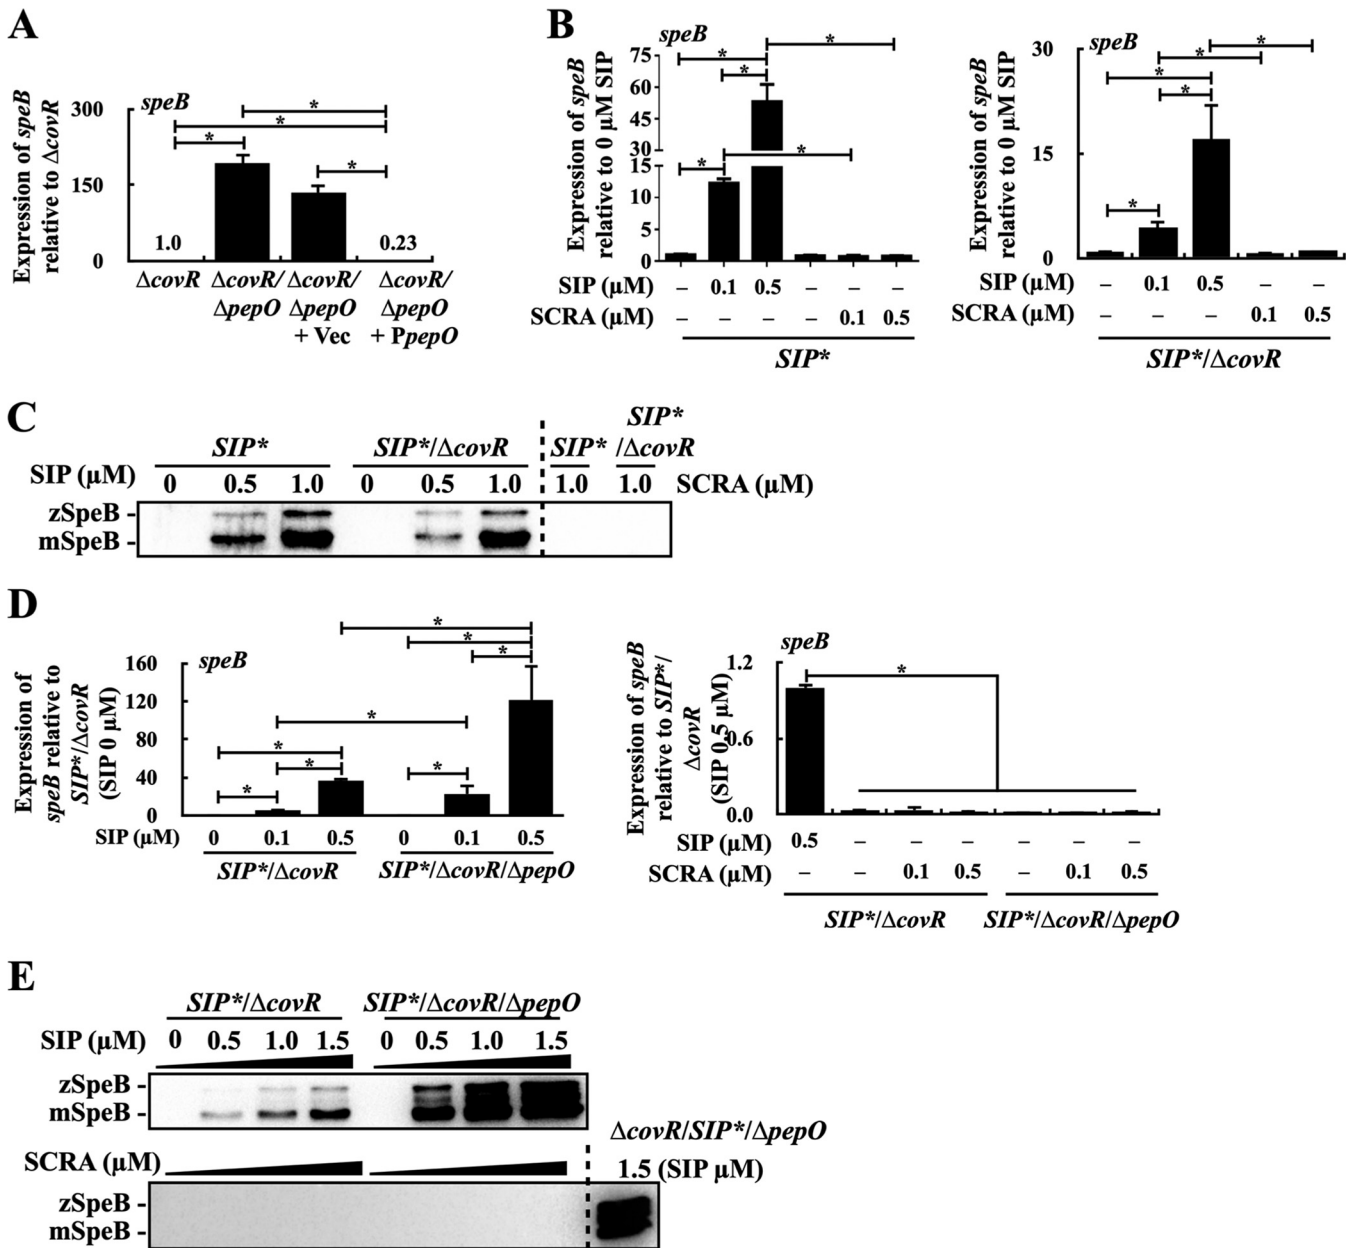 A
Expression of speB
relative to ΔcovR
speB
300
150
0
1.0
0.23
* * * *
ΔcovR
ΔcovR/
ΔpepO
ΔcovR/
ΔpepO
+ Vec
ΔcovR/
ΔpepO
+ PpepO
B
Expression of speB
relative to 0 µM SIP
speB
75
60
45
30
15
10
5
0
* * * * *
SIP (µM) – 0.1 0.5 – – –
SCRA (µM) – – – – 0.1 0.5
SIP*
Expression of speB
relative to 0 µM SIP
speB
30
15
0
* * * * *
SIP (µM) – 0.1 0.5 – –
SCRA (µM) – – – 0.1 0.5
SIP*/ΔcovR
C
SIP* SIP*/ΔcovR SIP* SIP*
/ΔcovR
SIP (µM) 0 0.5 1.0 0 0.5 1.0 1.0 1.0 SCRA (µM)
zSpeB -
mSpeB -
D
Expression of
speB relative to
SIP*/ΔcovR
(SIP 0 µM)
speB
160
120
80
40
0
* * * * * * * *
SIP (µM) 0 0.1 0.5 0 0.1 0.5
SIP*/ΔcovR SIP*/ΔcovR/ΔpepO
Expression of speB
relative to SIP*/
ΔcovR
(SIP 0.5 µM)
speB
1.2
0.6
0.0
*
SIP (µM) 0.5 – – – – – –
SCRA (µM) – – 0.1 0.5 – 0.1 0.5
SIP*/ΔcovR SIP*/ΔcovR/ΔpepO
E
SIP*/ΔcovR SIP*/ΔcovR/ΔpepO
SIP (µM) 0 0.5 1.0 1.5 0 0.5 1.0 1.5
zSpeB -
mSpeB -
ΔcovR/SIP*/ΔpepO
SCRA (µM) 1.5 (SIP µM)
zSpeB -
mSpeB -